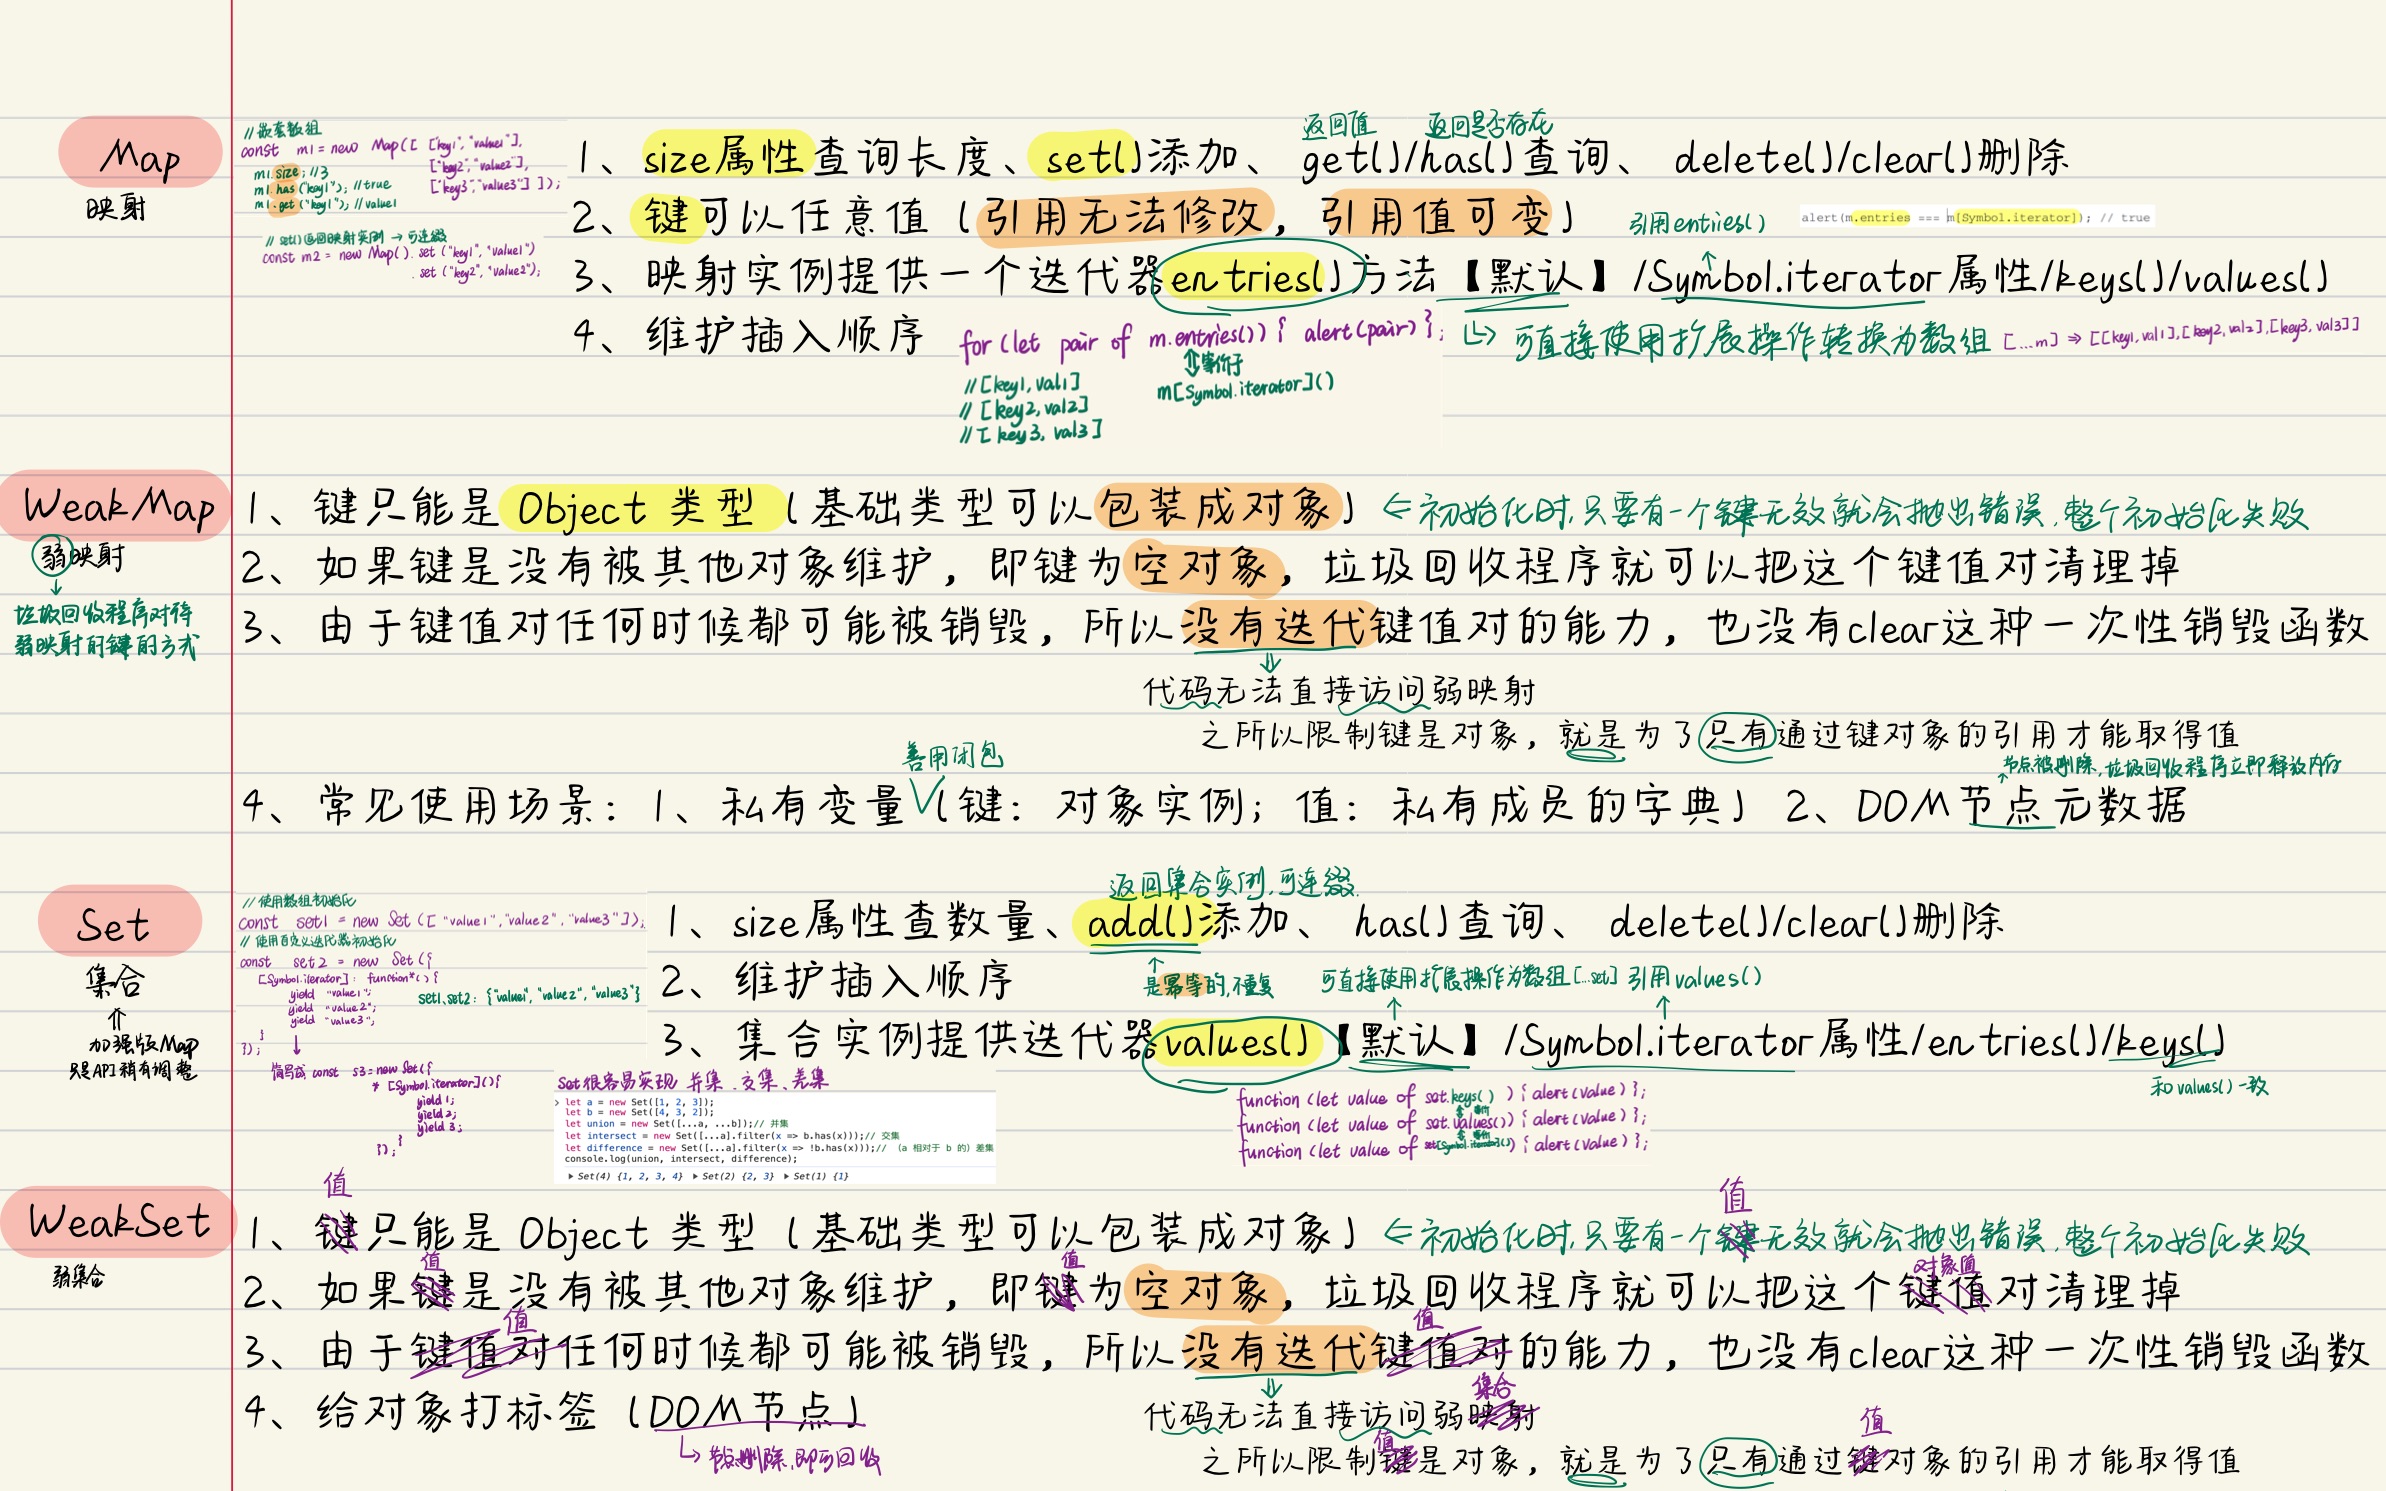 Map
映射
// 嵌套数组
const m1 = new Map([ ["key1","value1"],
["key2","value2"],
["key3","value3"] ]);
m1.size; //3
m1.has("key1"); //true
m1.get("key1"); //value1
// set()返回映射实例 → 可连缀
const m2 = new Map().set("key1","value1")
.set("key2","value2");
返回值 返回是否存在
1、size属性查询长度、set()添加、get()/has()查询、delete()/clear()删除
2、键可以任意值(引用无法修改,引用值可变)
引用entries()
alert(m.entries === m[Symbol.iterator]); // true
3、映射实例提供一个迭代器entries()方法【默认】/Symbol.iterator属性/keys()/values()
4、维护插入顺序
for (let pair of m.entries()) { alert(pair) };
⇕等价于
m[Symbol.iterator]()
// [key1, val1]
// [key2, val2]
// [key3, val3]
↳ 可直接使用扩展操作转换为数组 [...m] ⇒ [[key1,val1],[key2,val2],[key3,val3]]
WeakMap
弱映射
↓
垃圾回收程序对待
弱映射的键的方式
1、键只能是Object类型(基础类型可以包装成对象) ← 初始化时,只要有一个键无效就会抛出错误,整个初始化失败
2、如果键是没有被其他对象维护,即键为空对象,垃圾回收程序就可以把这个键值对清理掉
3、由于键值对任何时候都可能被销毁,所以没有迭代键值对的能力,也没有clear这种一次性销毁函数
代码无法直接访问弱映射
之所以限制键是对象,就是为了只有通过键对象的引用才能取得值
善用闭包
节点被删除,垃圾回收程序立即释放内存
4、常见使用场景:1、私有变量(键:对象实例;值:私有成员的字典) 2、DOM节点元数据
Set
集合
⇑
加强版Map
只是API稍有调整
// 使用数组初始化
const set1 = new Set(["value1","value2","value3"]);
// 使用自定义迭代器初始化
const set2 = new Set({
[Symbol.iterator]: function*() {
yield "value1";
yield "value2";
yield "value3";
}
});
set1、set2: {"value1","value2","value3"}
简写成 const s3 = new Set({
* [Symbol.iterator](){
yield 1;
yield 2;
yield 3;
}
});
返回集合实例,可连缀.
1、size属性查数量、add()添加、has()查询、delete()/clear()删除
是幂等的,不重复
2、维护插入顺序
可直接使用扩展操作为数组[...set] 引用values()
3、集合实例提供迭代器values()【默认】/Symbol.iterator属性/entries()/keys()
和values()一致
Set很容易实现 并集、交集、差集
> let a = new Set([1, 2, 3]);
let b = new Set([4, 3, 2]);
let union = new Set([...a, ...b]);// 并集
let intersect = new Set([...a].filter(x => b.has(x)));// 交集
let difference = new Set([...a].filter(x => !b.has(x)));// (a 相对于 b 的)差集
console.log(union, intersect, difference);
▶ Set(4) {1, 2, 3, 4} ▶ Set(2) {2, 3} ▶ Set(1) {1}
function (let value of set.keys()) { alert(value) };
等价
function (let value of set.values()) { alert(value) };
等价
function (let value of set[Symbol.iterator]()) { alert(value) };
WeakSet
弱集合
值 值
1、键只能是Object类型(基础类型可以包装成对象) ← 初始化时,只要有一个键无效就会抛出错误,整个初始化失败
值 值 对象值
2、如果键是没有被其他对象维护,即键为空对象,垃圾回收程序就可以把这个键值对清理掉
值 值
3、由于键值对任何时候都可能被销毁,所以没有迭代键值对的能力,也没有clear这种一次性销毁函数
4、给对象打标签(DOM节点)
↳ 节点删除,即可回收
集合
代码无法直接访问弱映射
值 值
之所以限制键是对象,就是为了只有通过键对象的引用才能取得值